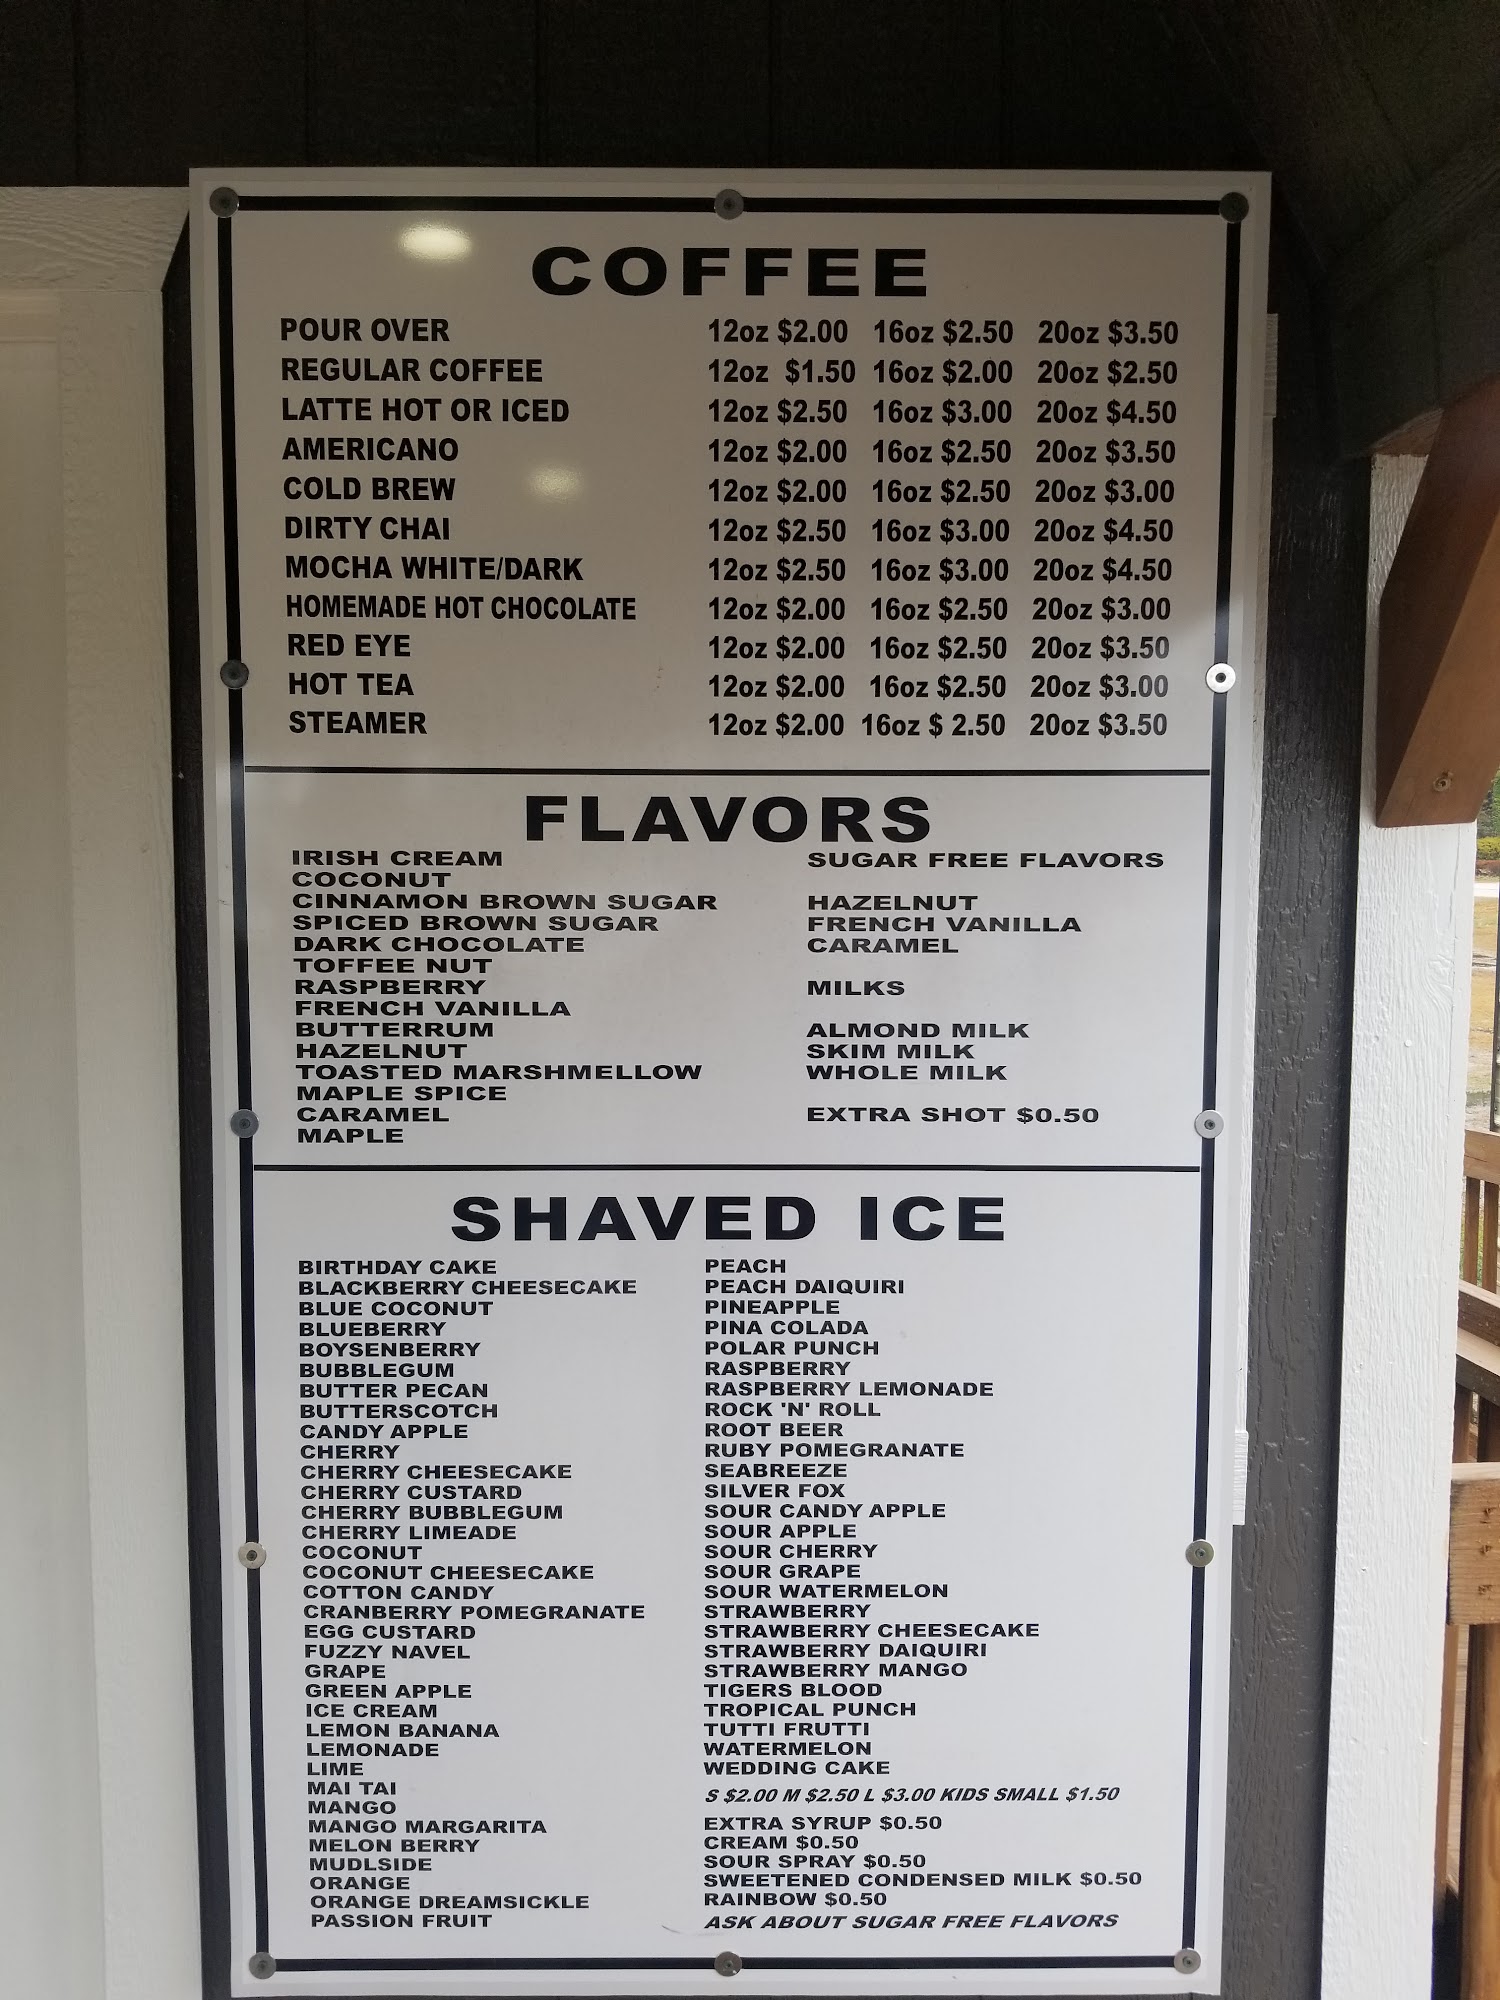 COFFEE
POUR OVER 12oz $2.00 16oz $2.50 20oz $3.50
REGULAR COFFEE 12oz $1.50 16oz $2.00 20oz $2.50
LATTE HOT OR ICED 12oz $2.50 16oz $3.00 20oz $4.50
AMERICANO 12oz $2.00 16oz $2.50 20oz $3.50
COLD BREW 12oz $2.00 16oz $2.50 20oz $3.00
DIRTY CHAI 12oz $2.50 16oz $3.00 20oz $4.50
MOCHA WHITE/DARK 12oz $2.50 16oz $3.00 20oz $4.50
HOMEMADE HOT CHOCOLATE 12oz $2.00 16oz $2.50 20oz $3.00
RED EYE 12oz $2.00 16oz $2.50 20oz $3.50
HOT TEA 12oz $2.00 16oz $2.50 20oz $3.00
STEAMER 12oz $2.00 16oz $ 2.50 20oz $3.50
FLAVORS
IRISH CREAM
COCONUT
CINNAMON BROWN SUGAR
SPICED BROWN SUGAR
DARK CHOCOLATE
TOFFEE NUT
RASPBERRY
FRENCH VANILLA
BUTTERRUM
HAZELNUT
TOASTED MARSHMELLOW
MAPLE SPICE
CARAMEL
MAPLE
SUGAR FREE FLAVORS
HAZELNUT
FRENCH VANILLA
CARAMEL
MILKS
ALMOND MILK
SKIM MILK
WHOLE MILK
EXTRA SHOT $0.50
SHAVED ICE
BIRTHDAY CAKE
BLACKBERRY CHEESECAKE
BLUE COCONUT
BLUEBERRY
BOYSENBERRY
BUBBLEGUM
BUTTER PECAN
BUTTERSCOTCH
CANDY APPLE
CHERRY
CHERRY CHEESECAKE
CHERRY CUSTARD
CHERRY BUBBLEGUM
CHERRY LIMEADE
COCONUT
COCONUT CHEESECAKE
COTTON CANDY
CRANBERRY POMEGRANATE
EGG CUSTARD
FUZZY NAVEL
GRAPE
GREEN APPLE
ICE CREAM
LEMON BANANA
LEMONADE
LIME
MAI TAI
MANGO
MANGO MARGARITA
MELON BERRY
MUDLSIDE
ORANGE
ORANGE DREAMSICKLE
PASSION FRUIT
PEACH
PEACH DAIQUIRI
PINEAPPLE
PINA COLADA
POLAR PUNCH
RASPBERRY
RASPBERRY LEMONADE
ROCK 'N' ROLL
ROOT BEER
RUBY POMEGRANATE
SEABREEZE
SILVER FOX
SOUR CANDY APPLE
SOUR APPLE
SOUR CHERRY
SOUR GRAPE
SOUR WATERMELON
STRAWBERRY
STRAWBERRY CHEESECAKE
STRAWBERRY DAIQUIRI
STRAWBERRY MANGO
TIGERS BLOOD
TROPICAL PUNCH
TUTTI FRUTTI
WATERMELON
WEDDING CAKE
S $2.00 M $2.50 L $3.00 KIDS SMALL $1.50
EXTRA SYRUP $0.50
CREAM $0.50
SOUR SPRAY $0.50
SWEETENED CONDENSED MILK $0.50
RAINBOW $0.50
ASK ABOUT SUGAR FREE FLAVORS